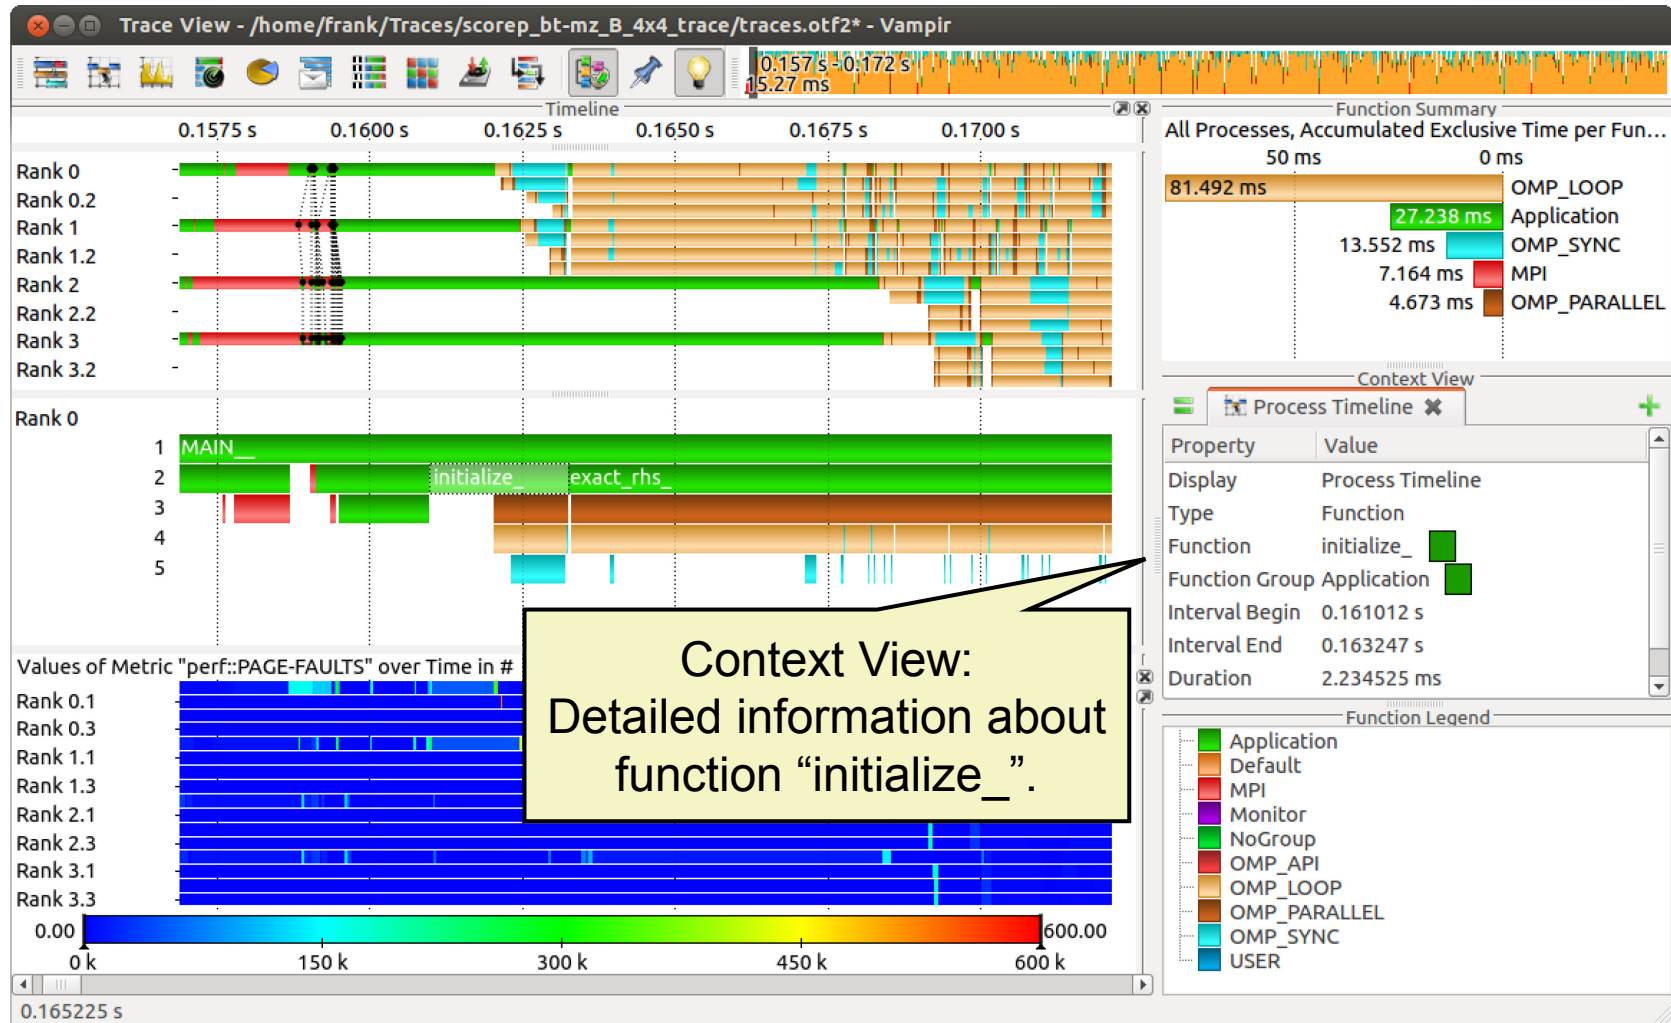 Trace View - /home/frank/Traces/scorep_bt-mz_B_4x4_trace/traces.otf2* - Vampir
0.157 s - 0.172 s
15.27 ms
Timeline
0.1575 s 0.1600 s 0.1625 s 0.1650 s 0.1675 s 0.1700 s
Rank 0
Rank 0.2
Rank 1
Rank 1.2
Rank 2
Rank 2.2
Rank 3
Rank 3.2
Rank 0
1 MAIN__
2 initialize_ exact_rhs_
3
4
5
Values of Metric "perf::PAGE-FAULTS" over Time in #
Rank 0.1
Rank 0.3
Rank 1.1
Rank 1.3
Rank 2.1
Rank 2.3
Rank 3.1
Rank 3.3
0.00 600.00
0 k 150 k 300 k 450 k 600 k
0.165225 s
Context View:
Detailed information about
function “initialize_”.
Function Summary
All Processes, Accumulated Exclusive Time per Fun...
50 ms 0 ms
81.492 ms OMP_LOOP
27.238 ms Application
13.552 ms OMP_SYNC
7.164 ms MPI
4.673 ms OMP_PARALLEL
Context View
Process Timeline
Property Value
Display Process Timeline
Type Function
Function initialize_
Function Group Application
Interval Begin 0.161012 s
Interval End 0.163247 s
Duration 2.234525 ms
Function Legend
Application
Default
MPI
Monitor
NoGroup
OMP_API
OMP_LOOP
OMP_PARALLEL
OMP_SYNC
USER